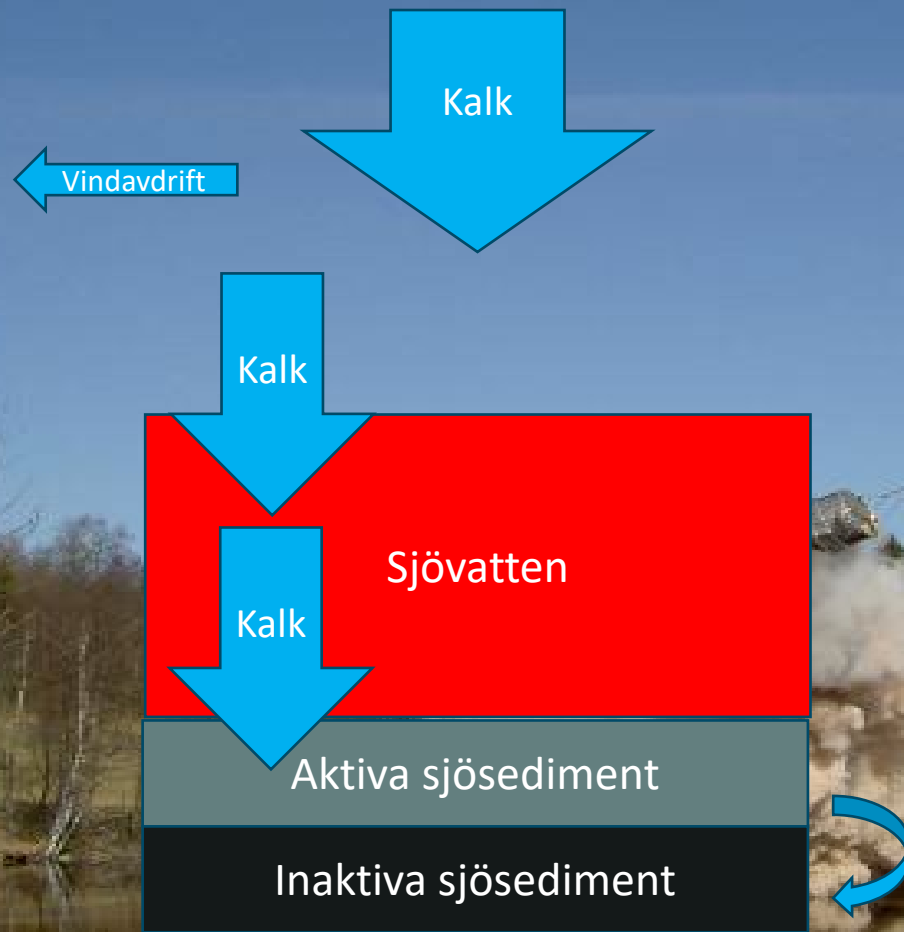 Kalk
Vindavdrift
Kalk
Sjövatten
Kalk
Aktiva sjösediment
Inaktiva sjösediment